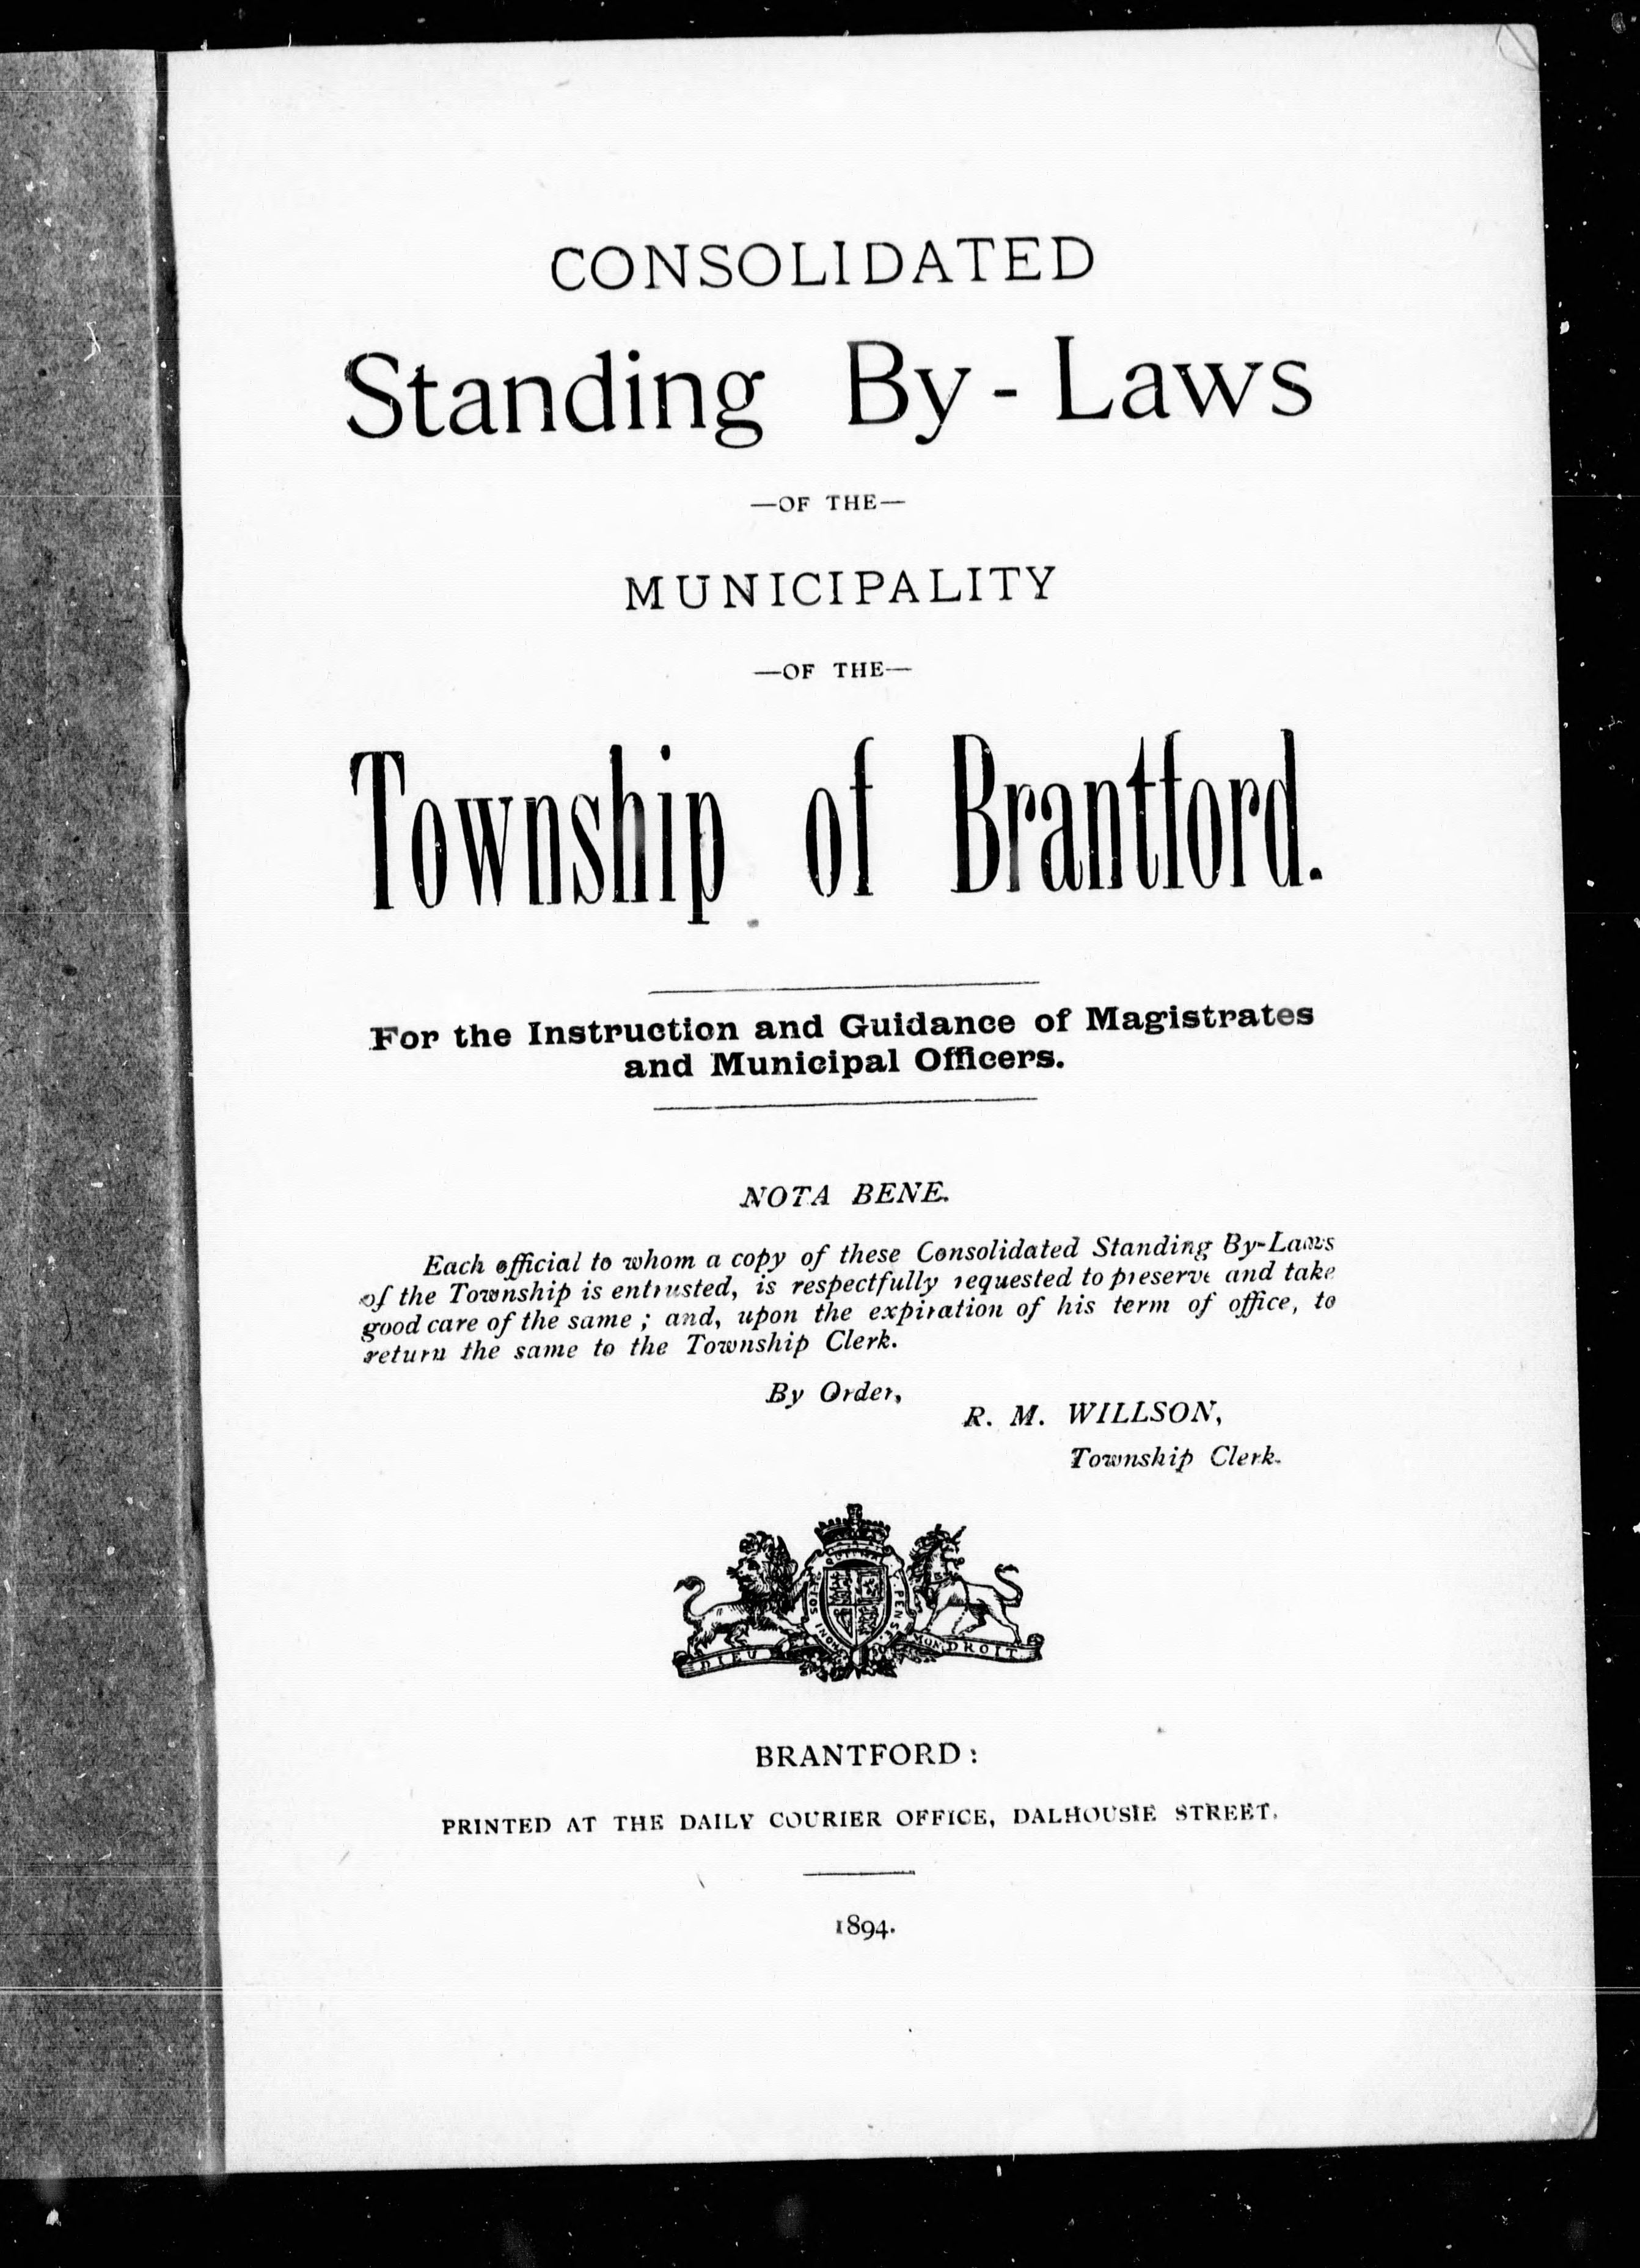 CONSOLIDATED
Standing By-Laws
—OF THE—
MUNICIPALITY
—OF THE—
Township of Brantford.
For the Instruction and Guidance of Magistrates
and Municipal Officers.
NOTA BENE.
Each official to whom a copy of these Consolidated Standing By-Laws
of the Township is entrusted, is respectfully requested to preserve and take
good care of the same; and, upon the expiration of his term of office, to
return the same to the Township Clerk.
By Order,
R. M. WILLSON,
Township Clerk.
PENSE
DIEU MON DROIT
BRANTFORD:
PRINTED AT THE DAILY COURIER OFFICE, DALHOUSIE STREET.
1894.